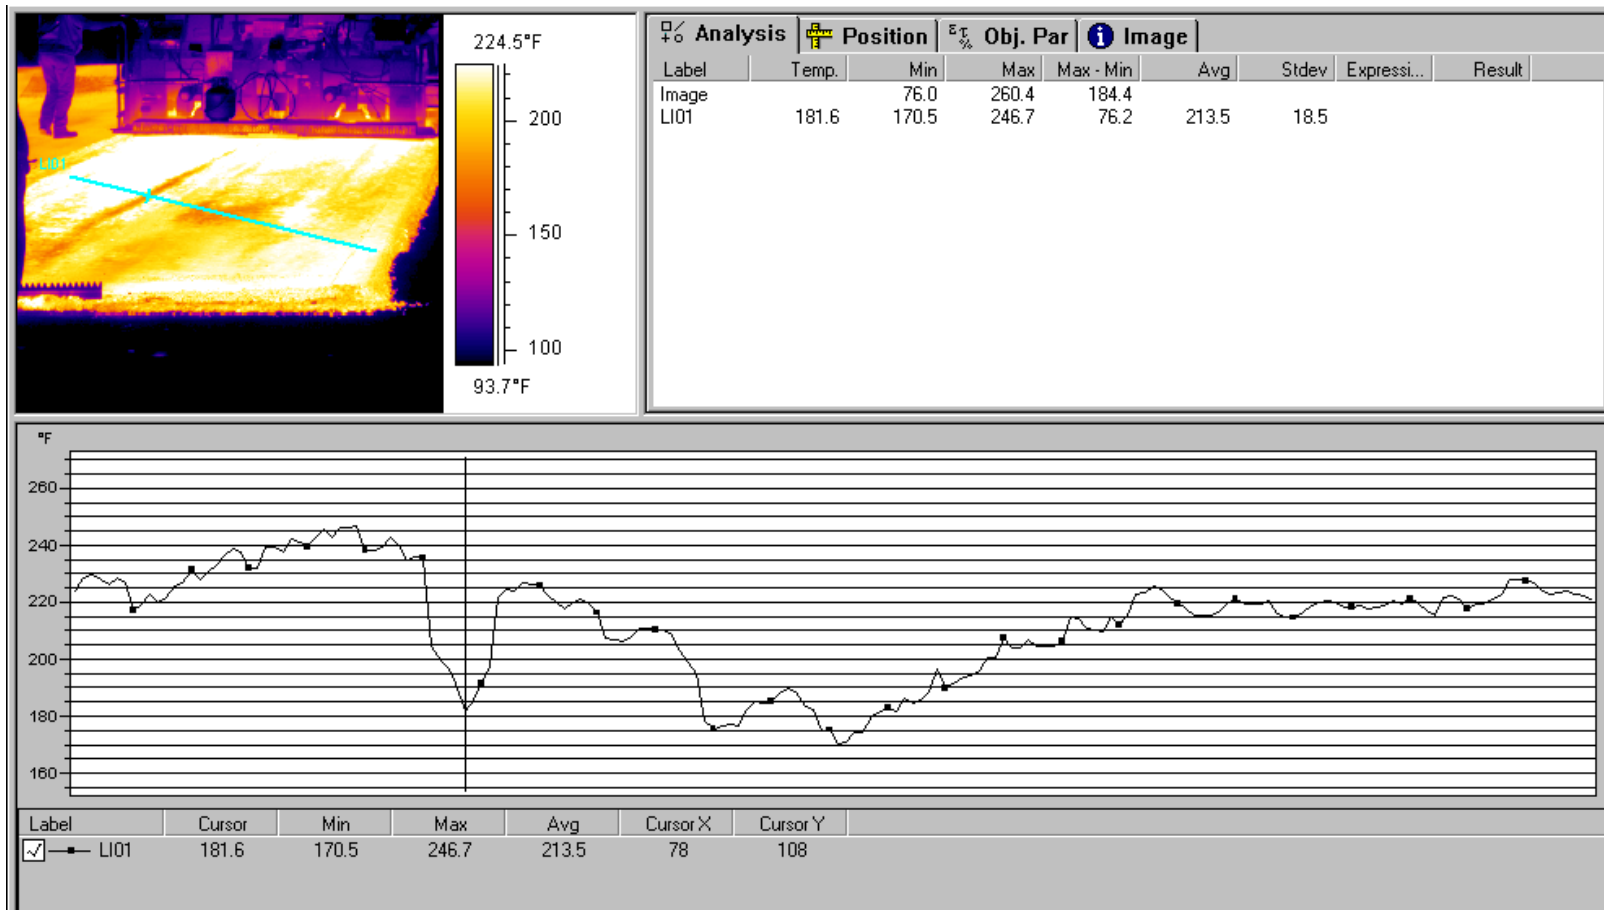 LI01
224.5°F
200
150
100
93.7°F
Analysis Position Obj. Par Image
Label Temp. Min Max Max - Min Avg Stdev Expressi... Result
Image 76.0 260.4 184.4
LI01 181.6 170.5 246.7 76.2 213.5 18.5
°F
260
240
220
200
180
160
Label Cursor Min Max Avg Cursor X Cursor Y
LI01 181.6 170.5 246.7 213.5 78 108